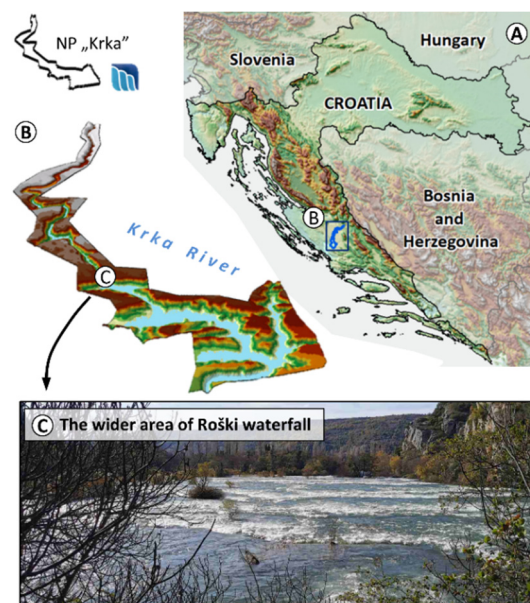 NP „Krka”
A
Hungary
Slovenia
CROATIA
B
B
Bosnia
and
Herzegovina
Krka River
C
C The wider area of Roški waterfall